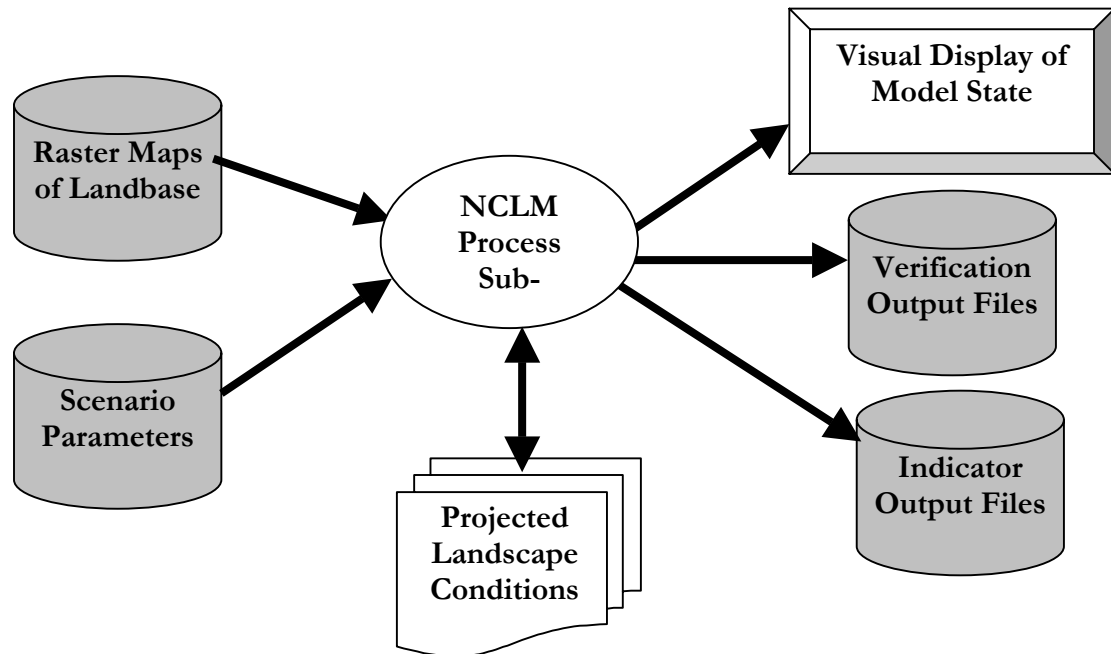 Raster Maps
of Landbase
Scenario
Parameters
NCLM
Process
Sub-
Projected
Landscape
Conditions
Visual Display of
Model State
Verification
Output Files
Indicator
Output Files